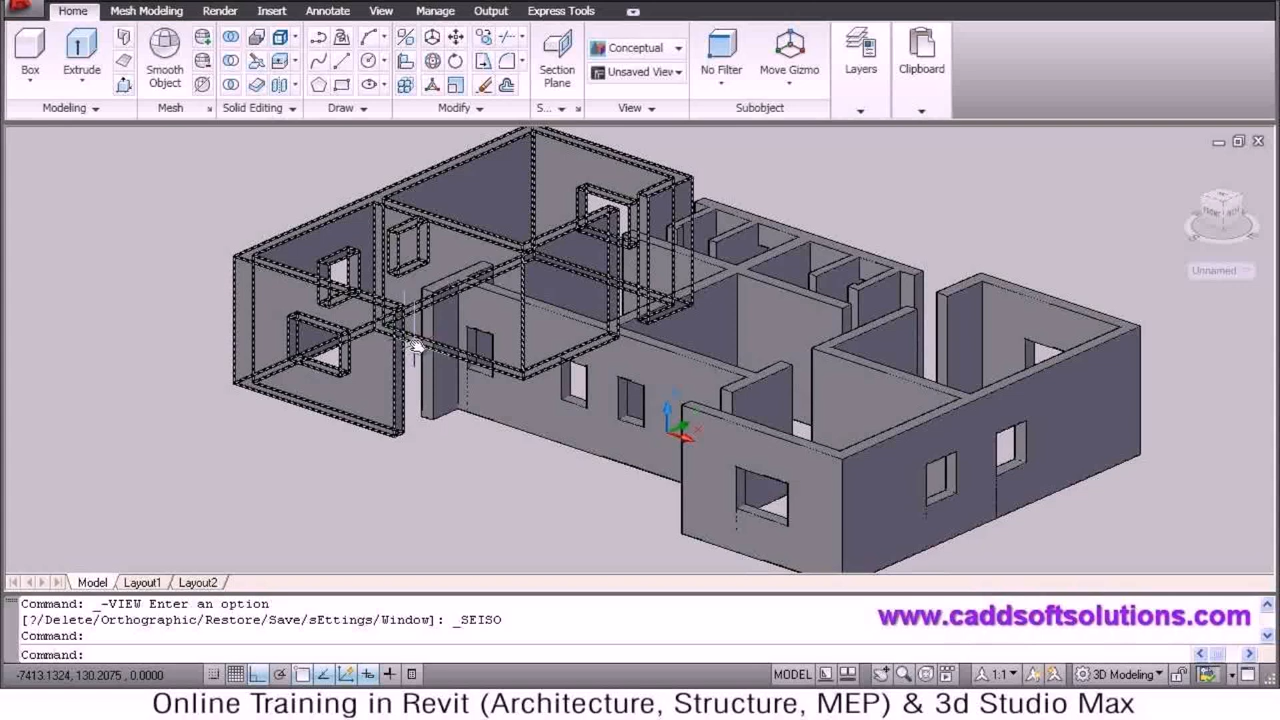 Home Mesh Modeling Render Insert Annotate View Manage Output Express Tools
Box Extrude Smooth Object Section Plane Conceptual Unsaved View No Filter Move Gizmo Layers Clipboard
Modeling Mesh Solid Editing Draw Modify S... View Subobject
Unnamed
Model Layout1 Layout2
Command: _-VIEW Enter an option
[?/Delete/Orthographic/Restore/Save/sEttings/Window]: _SEISO
Command:
Command:
www.caddsoftsolutions.com
-7413.1324, 130.2075, 0.0000 MODEL 1:1 3D Modeling
Online Training in Revit (Architecture, Structure, MEP) & 3d Studio Max